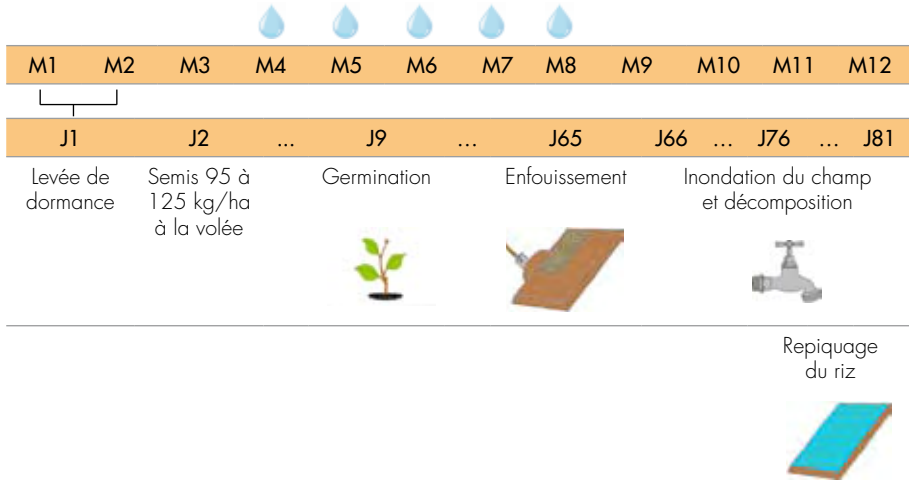 M1 M2 M3 M4 M5 M6 M7 M8 M9 M10 M11 M12
J1 J2 ... J9 ... J65 J66 ... J76 ... J81
Levée de
dormance
Semis 95 à
125 kg/ha
à la volée
Germination
Enfouissement
Inondation du champ
et décomposition
Repiquage
du riz